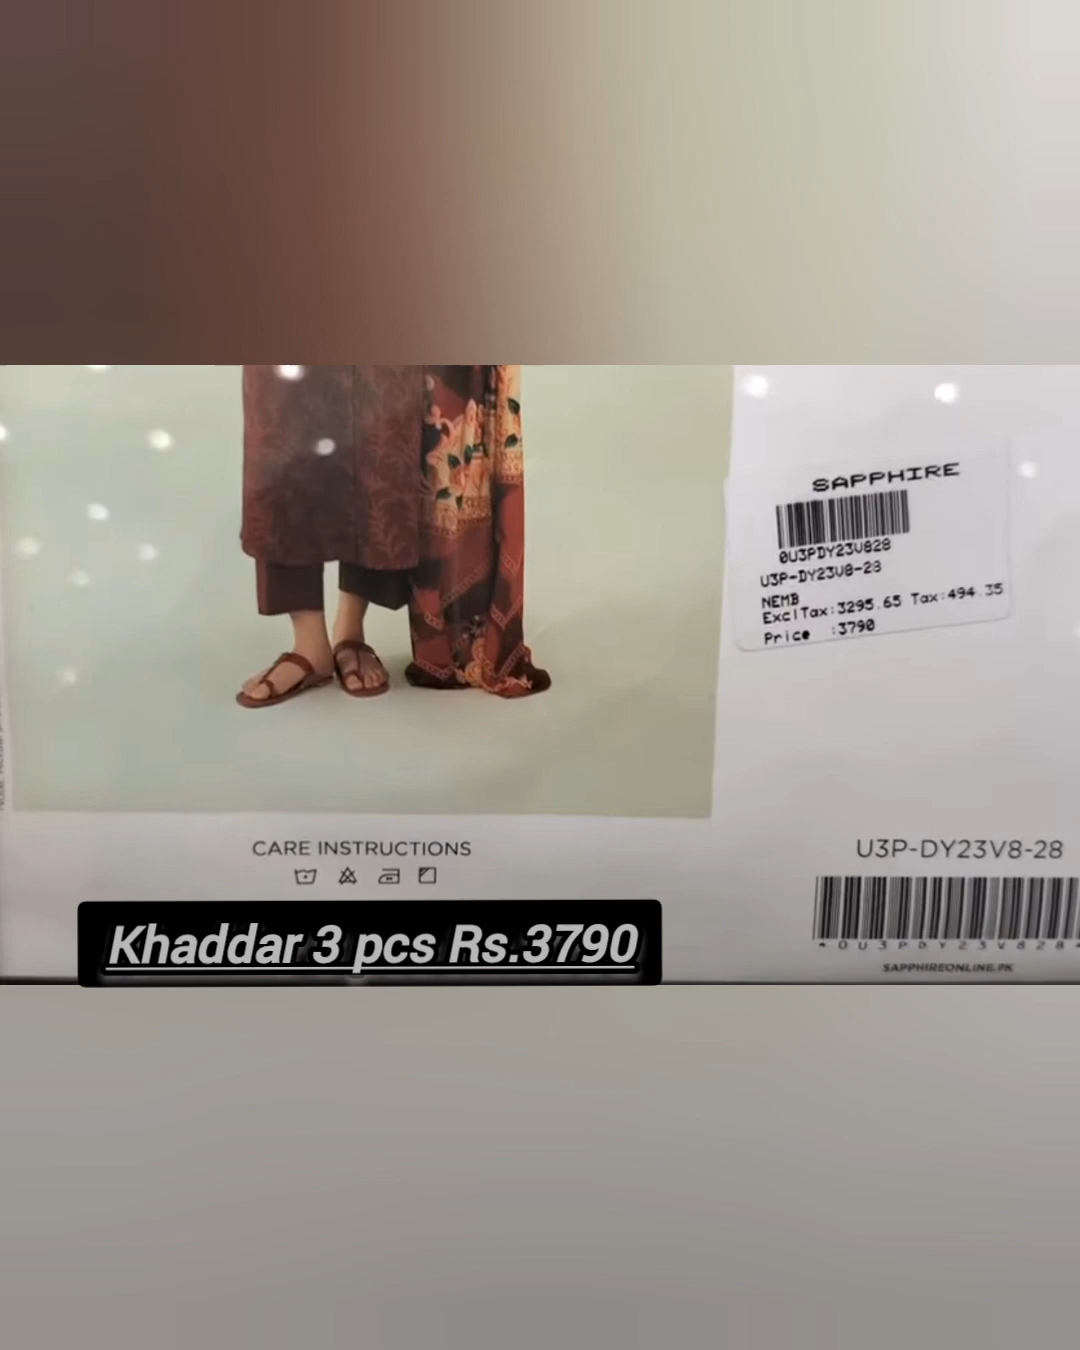 SAPPHIRE
0U3PDY23V828
U3P-DY23V8-28
NEMB
ExclTax:3295.65 Tax:494.35
Price :3790
CARE INSTRUCTIONS
U3P-DY23V8-28
*0U3PDY23V828*
SAPPHIREONLINE.PK
Khaddar 3 pcs Rs.3790